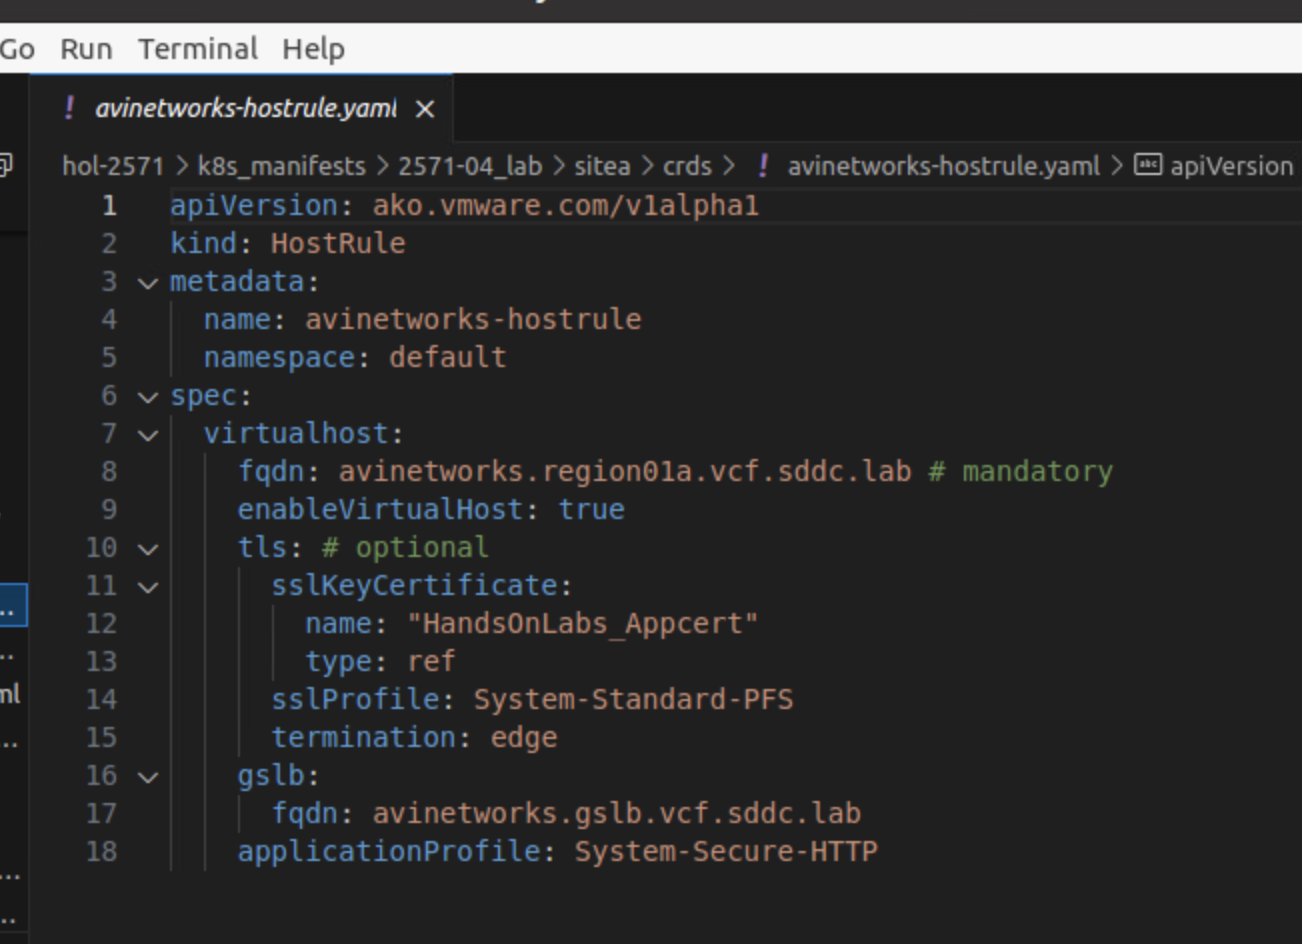 Go Run Terminal Help
! avinetworks-hostrule.yaml ×
hol-2571 > k8s_manifests > 2571-04_lab > sitea > crds > ! avinetworks-hostrule.yaml > abc apiVersion
1 apiVersion: ako.vmware.com/v1alpha1
2 kind: HostRule
3 metadata:
4 name: avinetworks-hostrule
5 namespace: default
6 spec:
7 virtualhost:
8 fqdn: avinetworks.region01a.vcf.sddc.lab # mandatory
9 enableVirtualHost: true
10 tls: # optional
11 sslKeyCertificate:
12 name: "HandsOnLabs_Appcert"
13 type: ref
14 sslProfile: System-Standard-PFS
15 termination: edge
16 gslb:
17 fqdn: avinetworks.gslb.vcf.sddc.lab
18 applicationProfile: System-Secure-HTTP